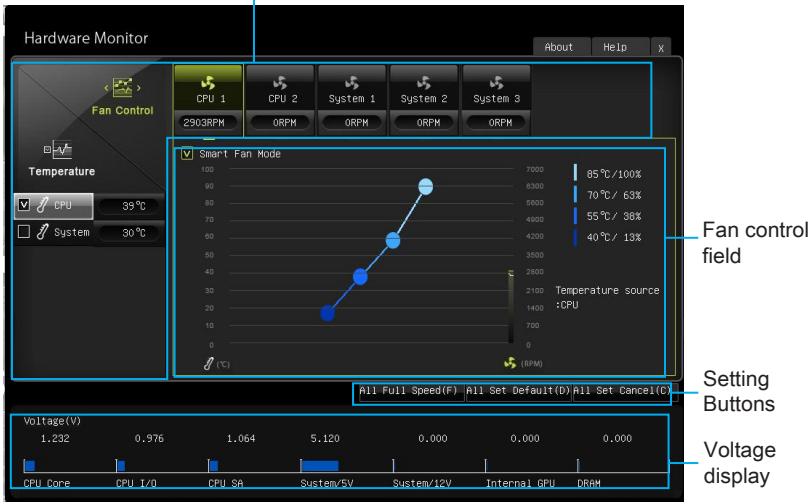 Hardware Monitor
About Help X
Fan Control
CPU 1 CPU 2 System 1 System 2 System 3
2903RPM 0RPM 0RPM 0RPM 0RPM
Temperature
V CPU 39°C
System 30°C
V Smart Fan Mode
100 7000
90 6300
80 5600
70 4900
60 4200
50 3500
40 2800
30 2100
20 1400
10 700
0 0
(°C) (RPM)
85°C/100%
70°C/ 63%
55°C/ 38%
40°C/ 13%
Temperature source
:CPU
Fan control
field
All Full Speed(F) All Set Default(D) All Set Cancel(C)
Setting
Buttons
Voltage(V)
1.232 0.976 1.064 5.120 0.000 0.000 0.000
CPU Core CPU I/O CPU SA System/5V System/12V Internal GPU DRAM
Voltage
display